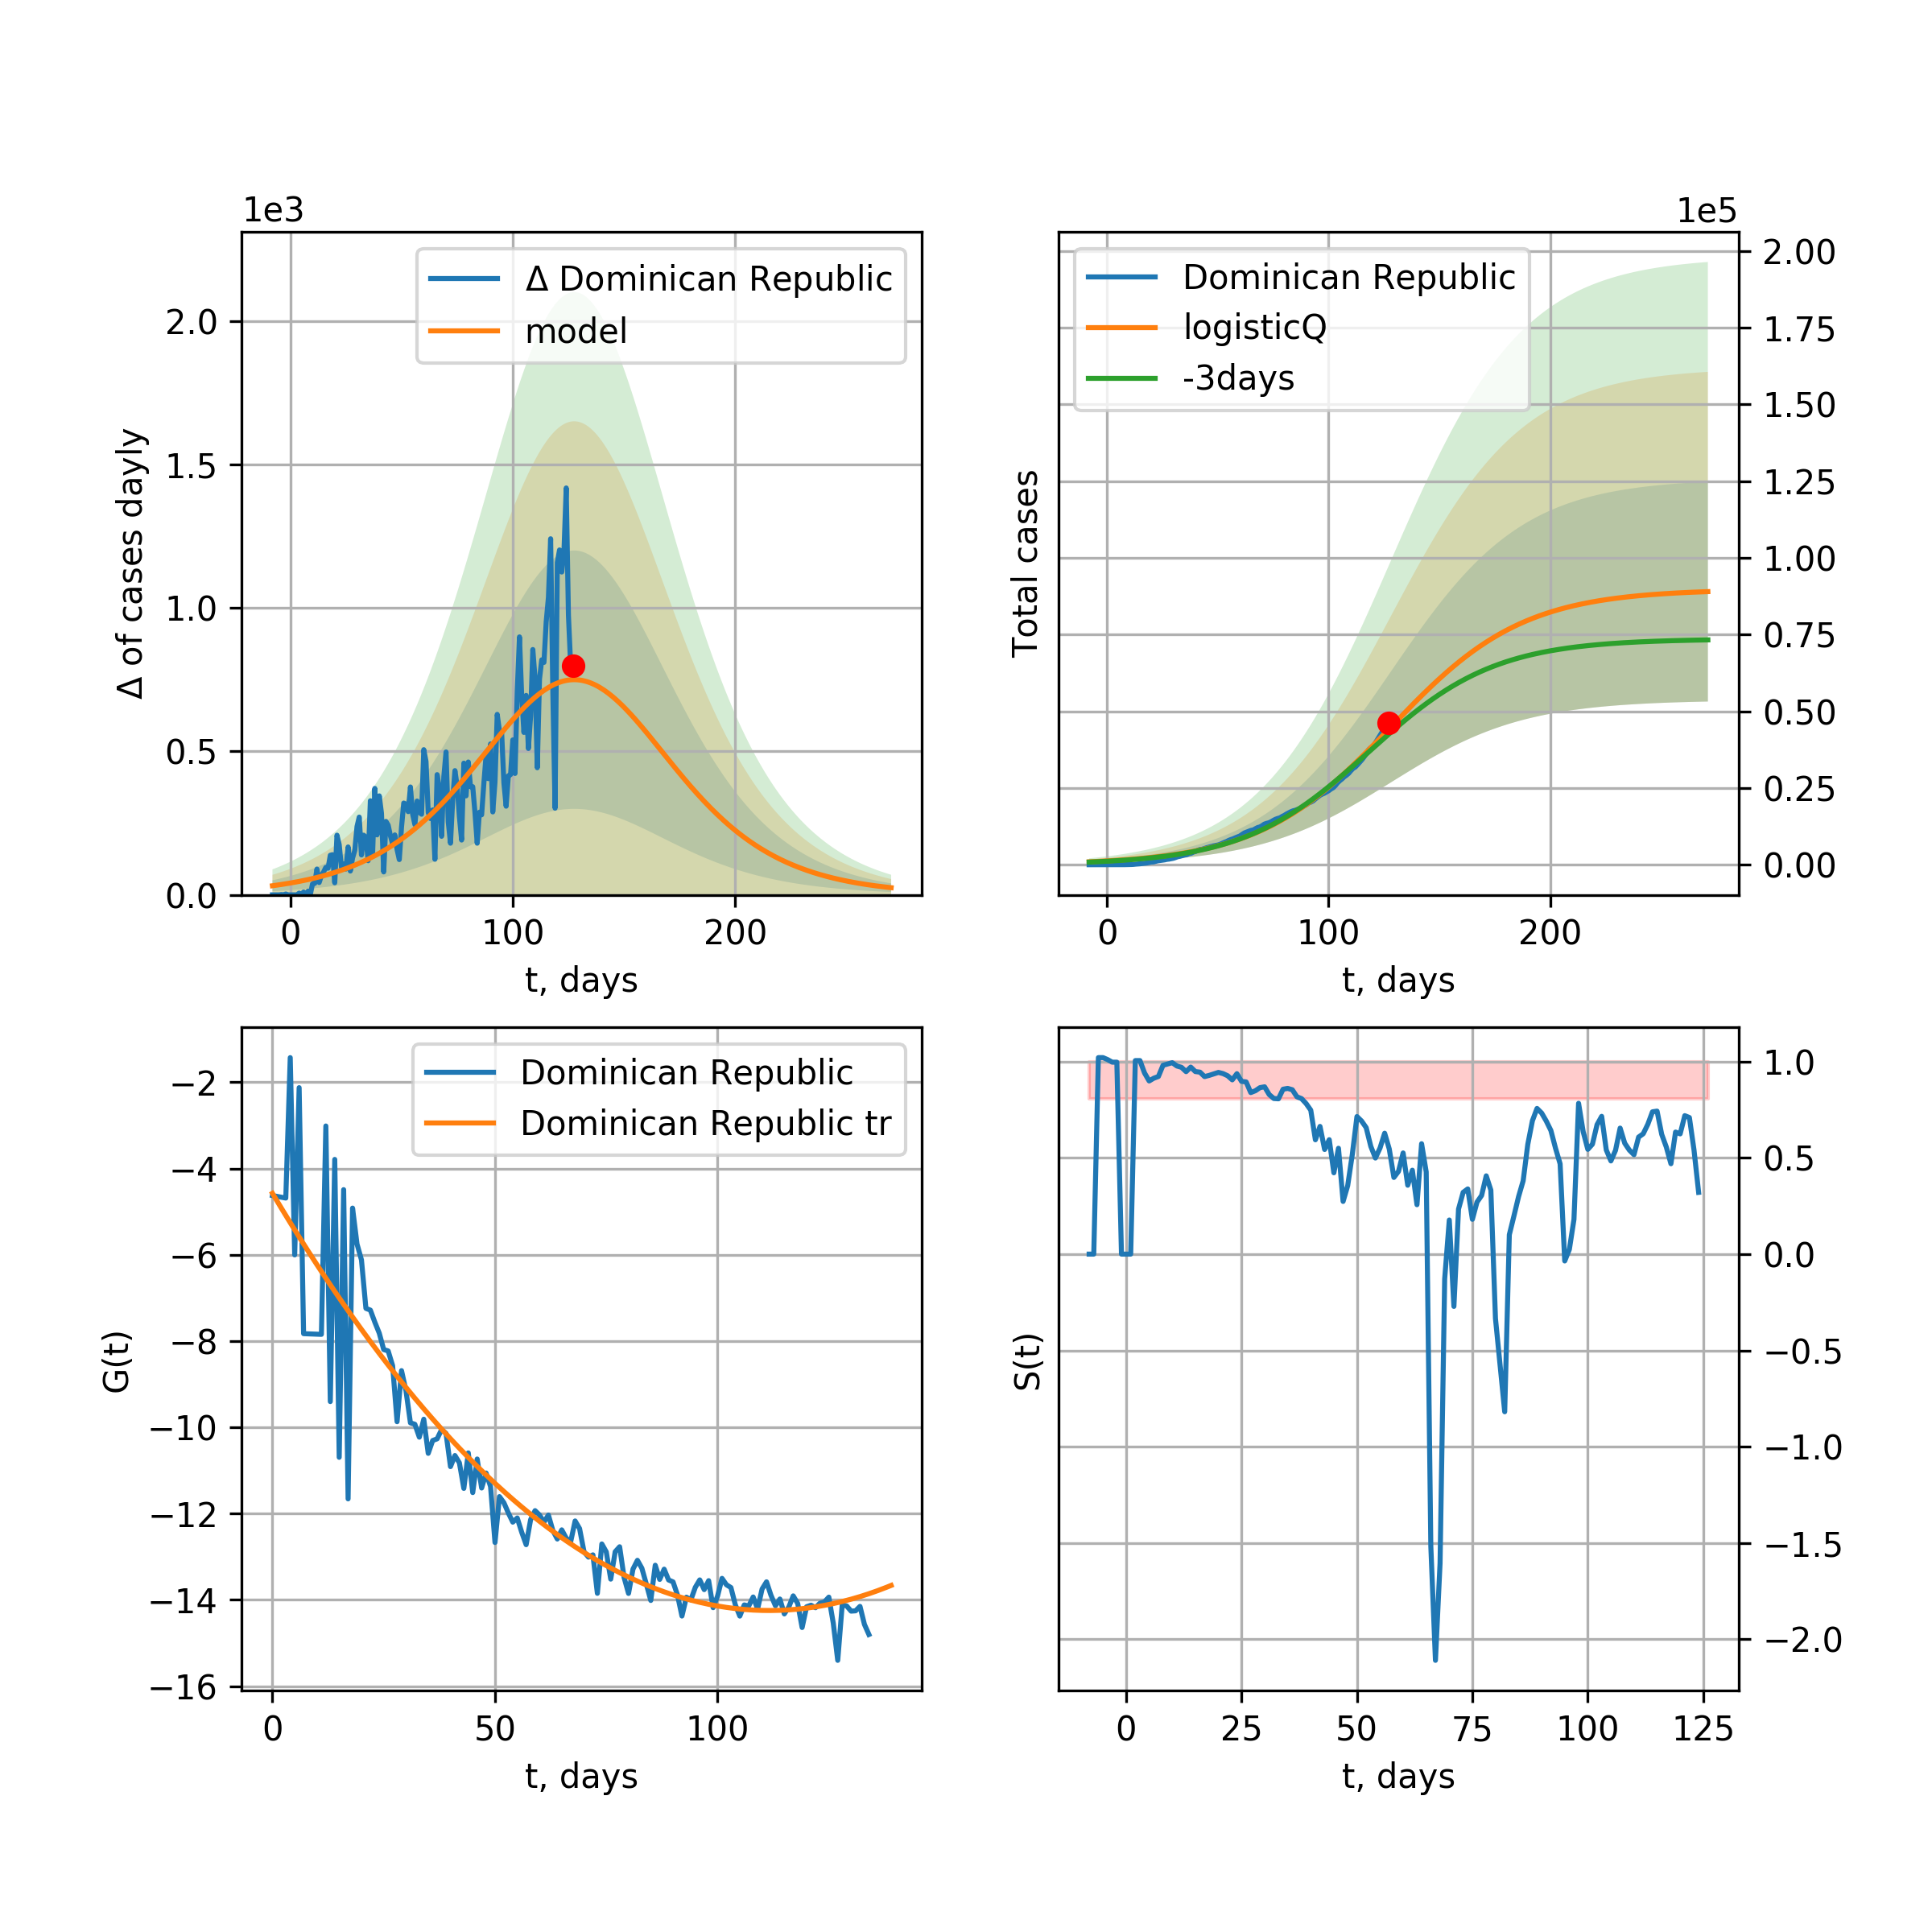 1e3
Δ Dominican Republic
model
2.0
1.5
1.0
0.5
0.0
Δ of cases dayly
0 100 200
t, days
1e5
Dominican Republic
logisticQ
-3days
2.00
1.75
1.50
1.25
1.00
0.75
0.50
0.25
0.00
Total cases
0 100 200
t, days
Dominican Republic
Dominican Republic tr
−2
−4
−6
−8
−10
−12
−14
−16
G(t)
0 50 100
t, days
1.0
0.5
0.0
−0.5
−1.0
−1.5
−2.0
S(t)
0 25 50 75 100 125
t, days